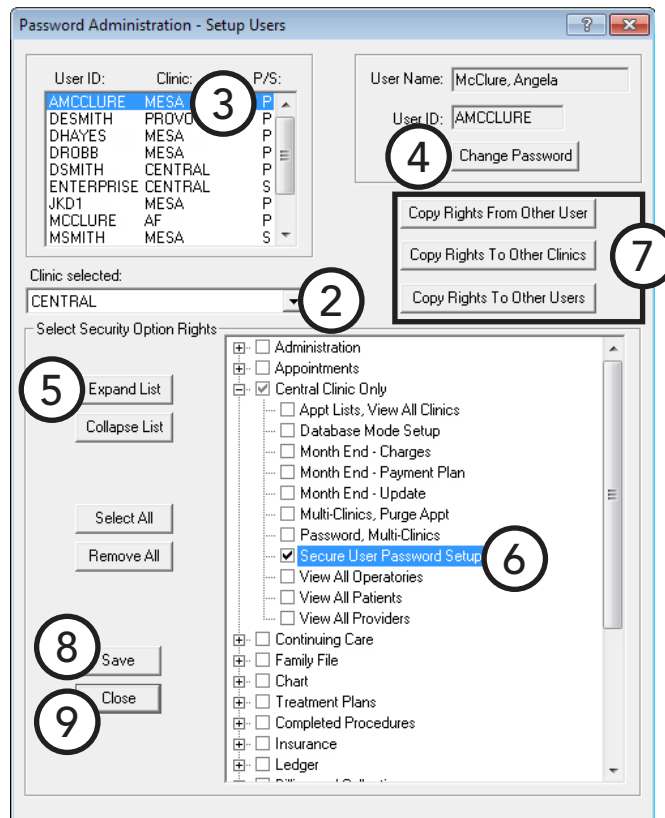 Password Administration - Setup Users
User ID: Clinic: P/S:
AMCCLURE MESA P
DESMITH PROVO P
DHAYES MESA P
DROBB MESA P
DSMITH CENTRAL P
ENTERPRISE CENTRAL S
JKD1 MESA P
MCCLURE AF P
MSMITH MESA S
3
User Name: McClure, Angela
User ID: AMCCLURE
4
Change Password
Copy Rights From Other User
Copy Rights To Other Clinics
Copy Rights To Other Users
7
Clinic selected:
CENTRAL
2
Select Security Option Rights
5
Expand List
Collapse List
Select All
Remove All
8
Save
Close
9
Administration
Appointments
Central Clinic Only
Appt Lists, View All Clinics
Database Mode Setup
Month End - Charges
Month End - Payment Plan
Month End - Update
Multi-Clinics, Purge Appt
Password, Multi-Clinics
Secure User Password Setup
6
View All Operatories
View All Patients
View All Providers
Continuing Care
Family File
Chart
Treatment Plans
Completed Procedures
Insurance
Ledger